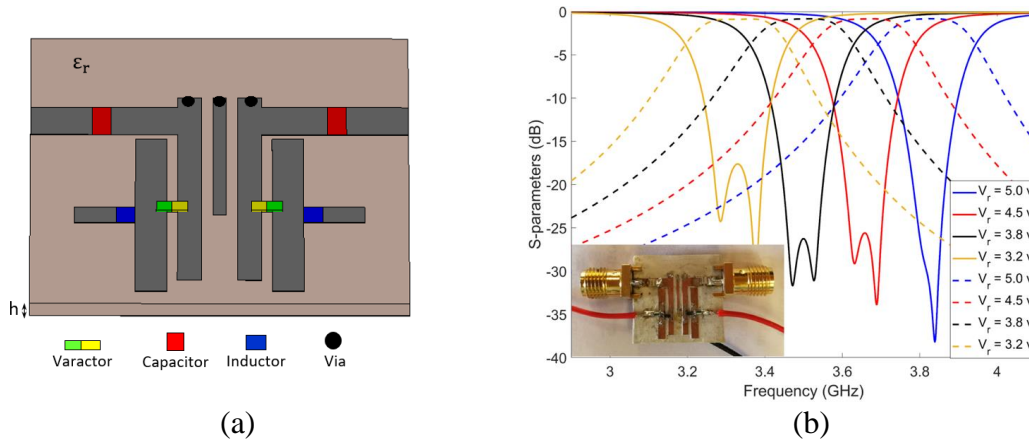 (a)
εr
h
Varactor
Capacitor
Inductor
Via
(b)
S-parameters (dB)
0
-5
-10
-15
-20
-25
-30
-35
-40
3
3.2
3.4
3.6
3.8
4
Frequency (GHz)
Vr = 5.0 v
Vr = 4.5 v
Vr = 3.8 v
Vr = 3.2 v
Vr = 5.0 v
Vr = 4.5 v
Vr = 3.8 v
Vr = 3.2 v